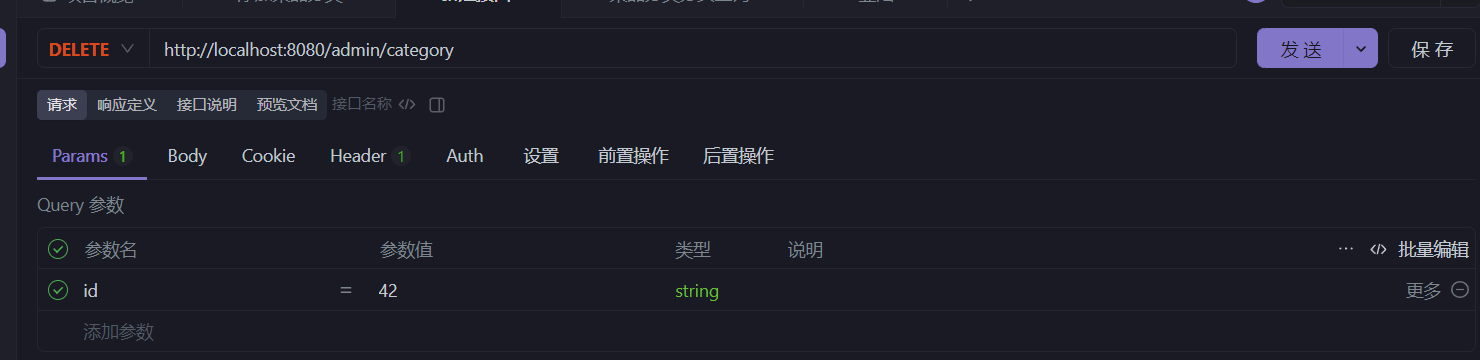 DELETE http://localhost:8080/admin/category 发 送 保 存
请求 响应定义 接口说明 预览文档 接口名称
Params 1 Body Cookie Header 1 Auth 设置 前置操作 后置操作
Query 参数
参数名 参数值 类型 说明 ... </> 批量编辑
id = 42 string 更多
添加参数